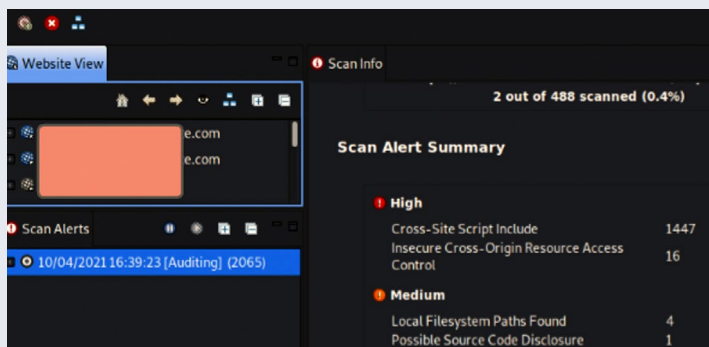 Website View
e.com
e.com
Scan Alerts
10/04/2021 16:39:23 [Auditing] (2065)
Scan Info
2 out of 488 scanned (0.4%)
Scan Alert Summary
High
Cross-Site Script Include 1447
Insecure Cross-Origin Resource Access
Control 16
Medium
Local Filesystem Paths Found 4
Possible Source Code Disclosure 1